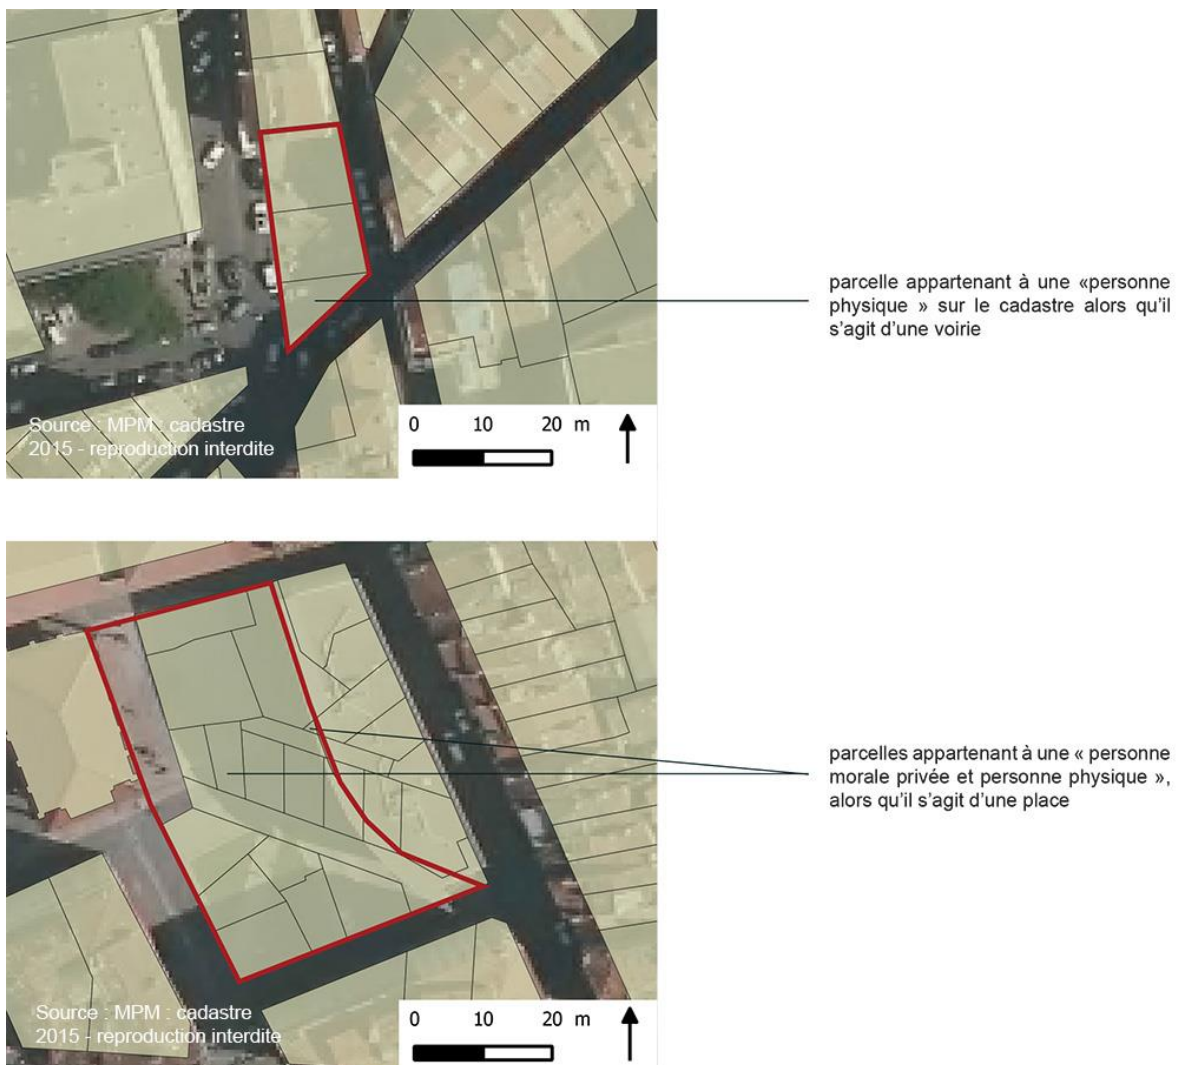 parcelle appartenant à une «personne
physique » sur le cadastre alors qu'il
s'agit d'une voirie
Source : MPM : cadastre
2015 - reproduction interdite
0 10 20 m
parcelles appartenant à une « personne
morale privée et personne physique »,
alors qu'il s'agit d'une place
Source : MPM : cadastre
2015 - reproduction interdite
0 10 20 m